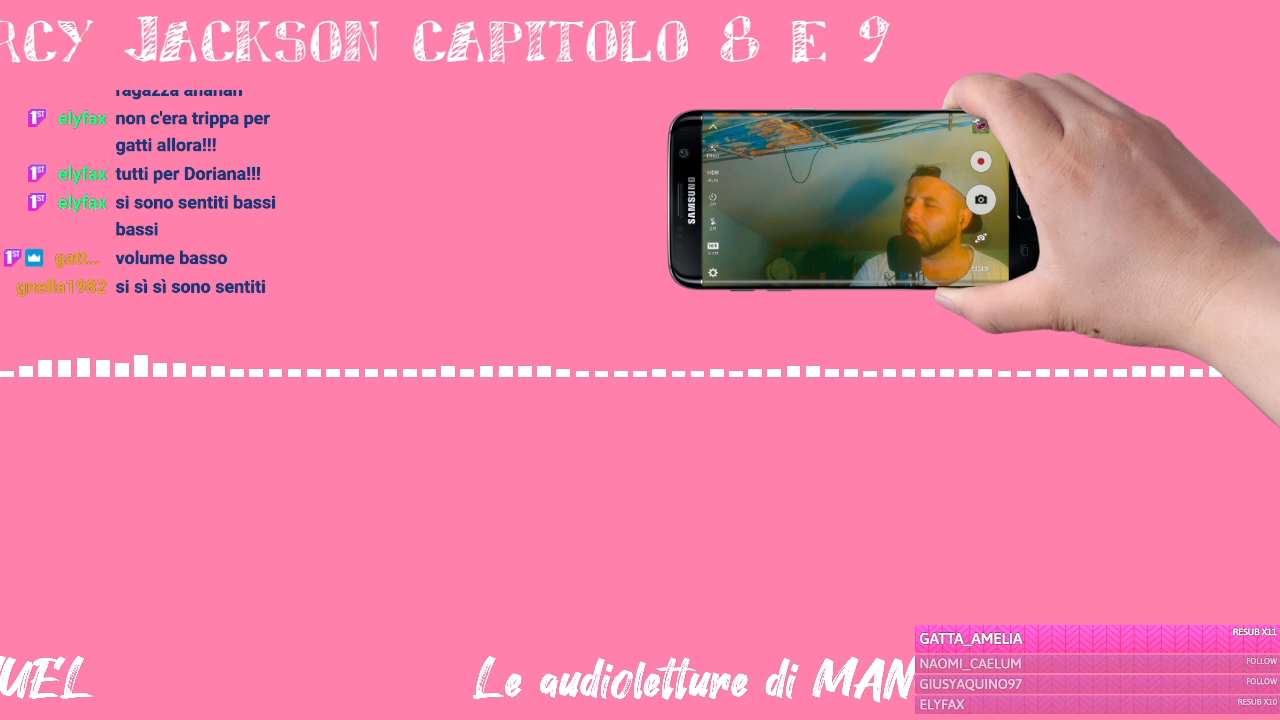 RCY JACKSON CAPITOLO 8 E 9
ragazza ahahah
elyfax non c'era trippa per
gatti allora!!!
elyfax tutti per Doriana!!!
elyfax si sono sentiti bassi
bassi
gatt... volume basso
gnella1982 si sì sì sono sentiti
SAMSUNG
HDR
UEL
Le audioletture di MAN
GATTA_AMELIA RESUB X11
NAOMI_CAELUM FOLLOW
GIUSYAQUINO97 FOLLOW
ELYFAX RESUB X10